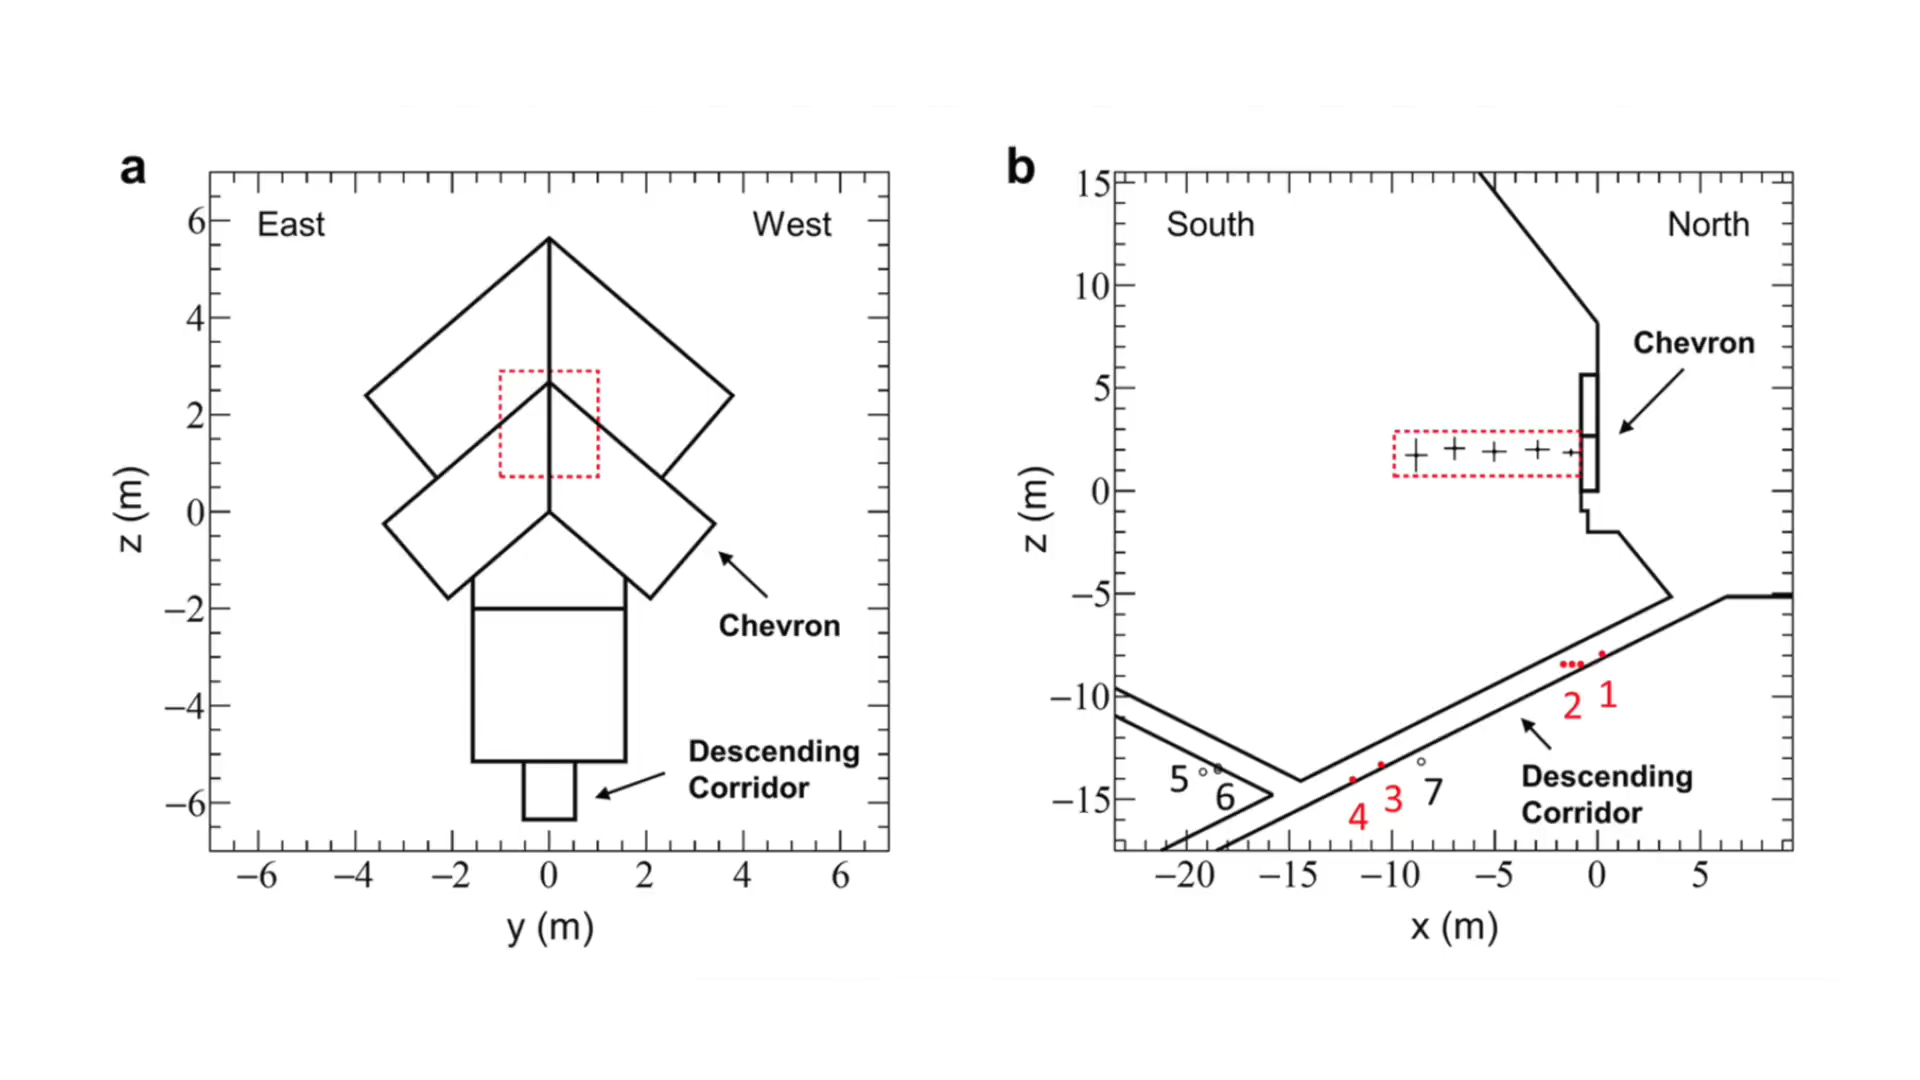 a
East
West
6
4
2
0
−2
−4
−6
−6
−4
−2
0
2
4
6
z (m)
y (m)
Chevron
Descending
Corridor
b
South
North
15
10
5
0
−5
−10
−15
−20
−15
−10
−5
0
5
z (m)
x (m)
Chevron
1
2
3
4
5
6
7
Descending
Corridor